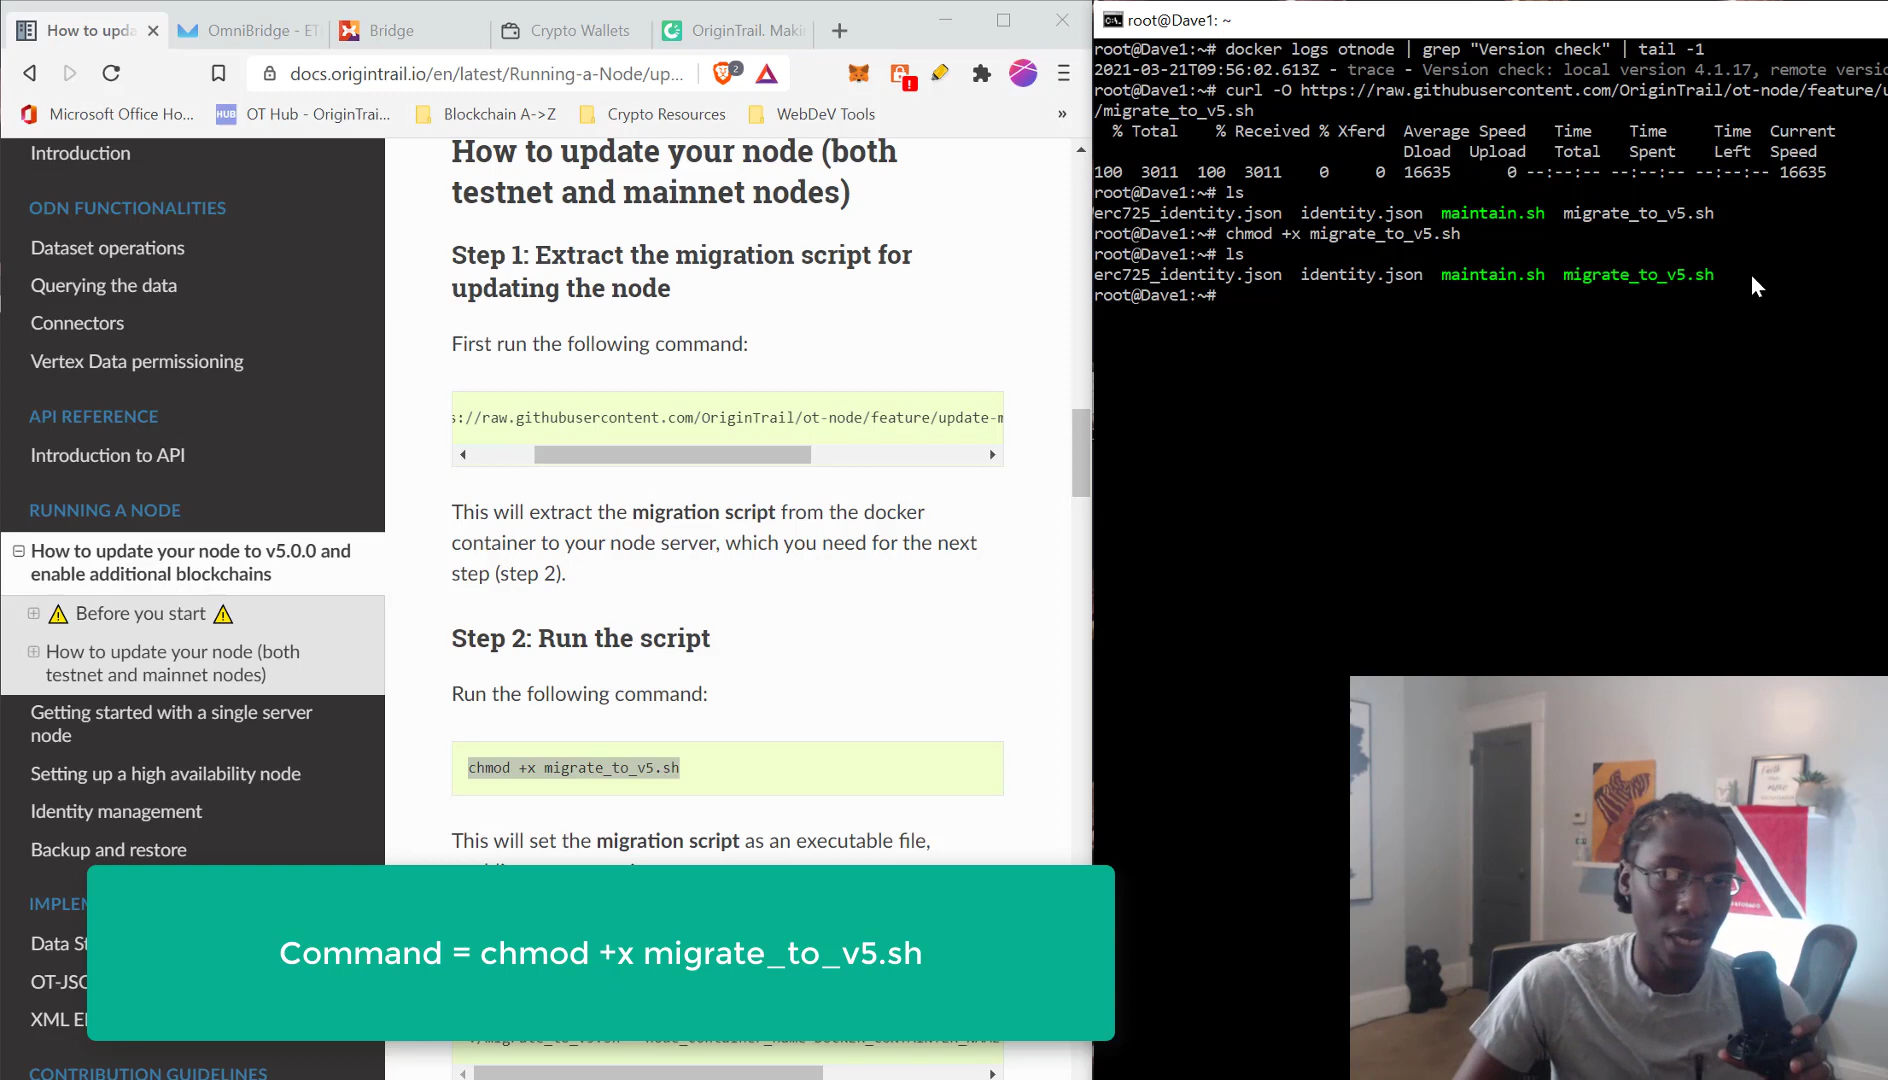 How to upda
OmniBridge - ET
Bridge
Crypto Wallets
OriginTrail. Maki
docs.origintrail.io/en/latest/Running-a-Node/up...
2
Microsoft Office Ho...
HUB
OT Hub - OriginTrai...
Blockchain A->Z
Crypto Resources
WebDEV Tools
»
Introduction
ODN FUNCTIONALITIES
Dataset operations
Querying the data
Connectors
Vertex Data permissioning
API REFERENCE
Introduction to API
RUNNING A NODE
How to update your node to v5.0.0 and
enable additional blockchains
Before you start
How to update your node (both
testnet and mainnet nodes)
Getting started with a single server
node
Setting up a high availability node
Identity management
Backup and restore
IMPLEM
Data St
OT-JSO
XML E
CONTRIBUTION GUIDELINES
How to update your node (both
testnet and mainnet nodes)
Step 1: Extract the migration script for
updating the node
First run the following command:
s://raw.githubusercontent.com/OriginTrail/ot-node/feature/update-m
This will extract the migration script from the docker
container to your node server, which you need for the next
step (step 2).
Step 2: Run the script
Run the following command:
chmod +x migrate_to_v5.sh
This will set the migration script as an executable file,
Command = chmod +x migrate_to_v5.sh
root@Dave1: ~
root@Dave1:~# docker logs otnode | grep "Version check" | tail -1
2021-03-21T09:56:02.613Z - trace - Version check: local version 4.1.17, remote versio
root@Dave1:~# curl -O https://raw.githubusercontent.com/OriginTrail/ot-node/feature/u
/migrate_to_v5.sh
% Total % Received % Xferd Average Speed Time Time Time Current
Dload Upload Total Spent Left Speed
100 3011 100 3011 0 0 16635 0 --:--:-- --:--:-- --:--:-- 16635
root@Dave1:~# ls
erc725_identity.json identity.json maintain.sh migrate_to_v5.sh
root@Dave1:~# chmod +x migrate_to_v5.sh
root@Dave1:~# ls
erc725_identity.json identity.json maintain.sh migrate_to_v5.sh
root@Dave1:~#